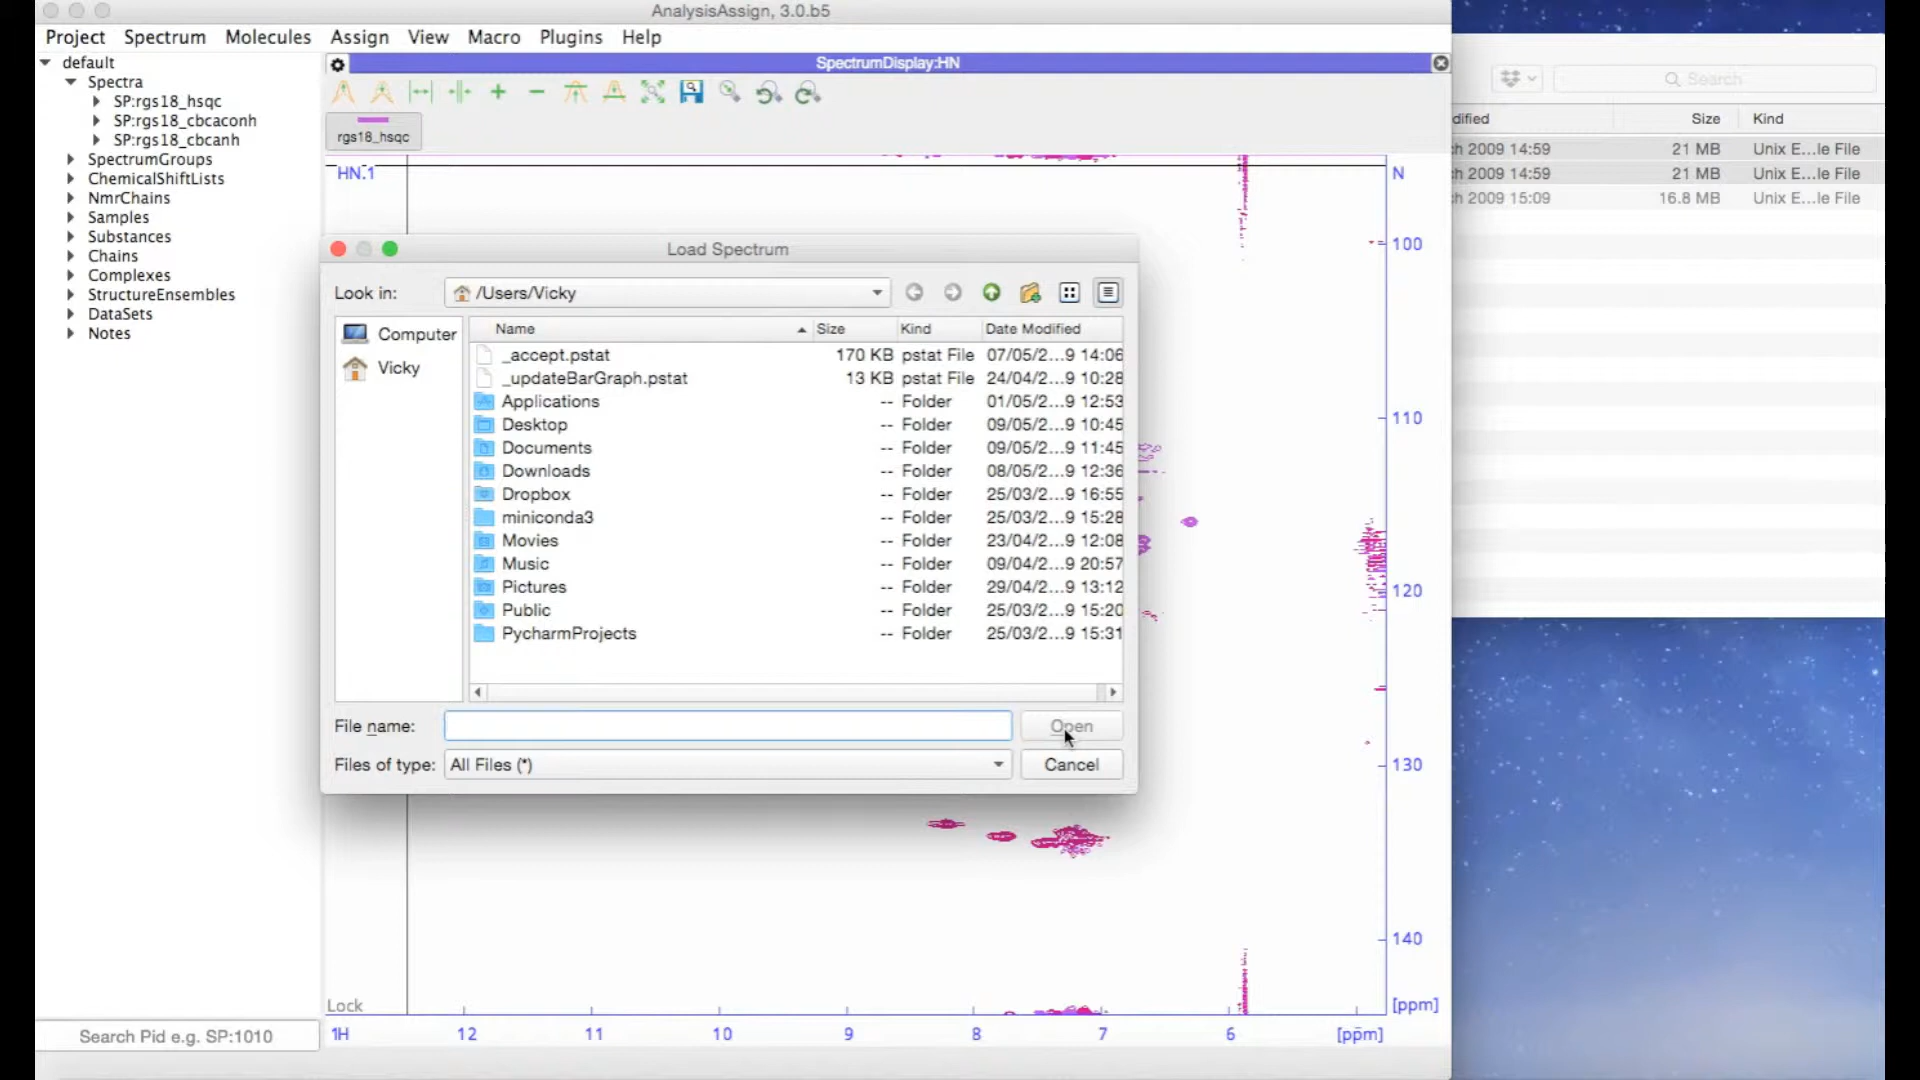 AnalysisAssign, 3.0.b5
Project Spectrum Molecules Assign View Macro Plugins Help
default
Spectra
SP:rgs18_hsqc
SP:rgs18_cbcaconh
SP:rgs18_cbcanh
SpectrumGroups
ChemicalShiftLists
NmrChains
Samples
Substances
Chains
Complexes
StructureEnsembles
DataSets
Notes
Search Pid e.g. SP:1010
SpectrumDisplay:HN
rgs18_hsqc
HN:1
N
100
110
120
130
140
[ppm]
Lock
1H 12 11 10 9 8 7 6 [ppm]
Load Spectrum
Look in: /Users/Vicky
Computer
Vicky
Name Size Kind Date Modified
_accept.pstat 170 KB pstat File 07/05/2...9 14:06
_updateBarGraph.pstat 13 KB pstat File 24/04/2...9 10:28
Applications -- Folder 01/05/2...9 12:53
Desktop -- Folder 09/05/2...9 10:45
Documents -- Folder 09/05/2...9 11:45
Downloads -- Folder 08/05/2...9 12:36
Dropbox -- Folder 25/03/2...9 16:55
miniconda3 -- Folder 25/03/2...9 15:28
Movies -- Folder 23/04/2...9 12:08
Music -- Folder 09/04/2...9 20:57
Pictures -- Folder 29/04/2...9 13:12
Public -- Folder 25/03/2...9 15:20
PycharmProjects -- Folder 25/03/2...9 15:31
File name: Open
Files of type: All Files (*) Cancel
Search
dified Size Kind
h 2009 14:59 21 MB Unix E...le File
h 2009 14:59 21 MB Unix E...le File
h 2009 15:09 16.8 MB Unix E...le File